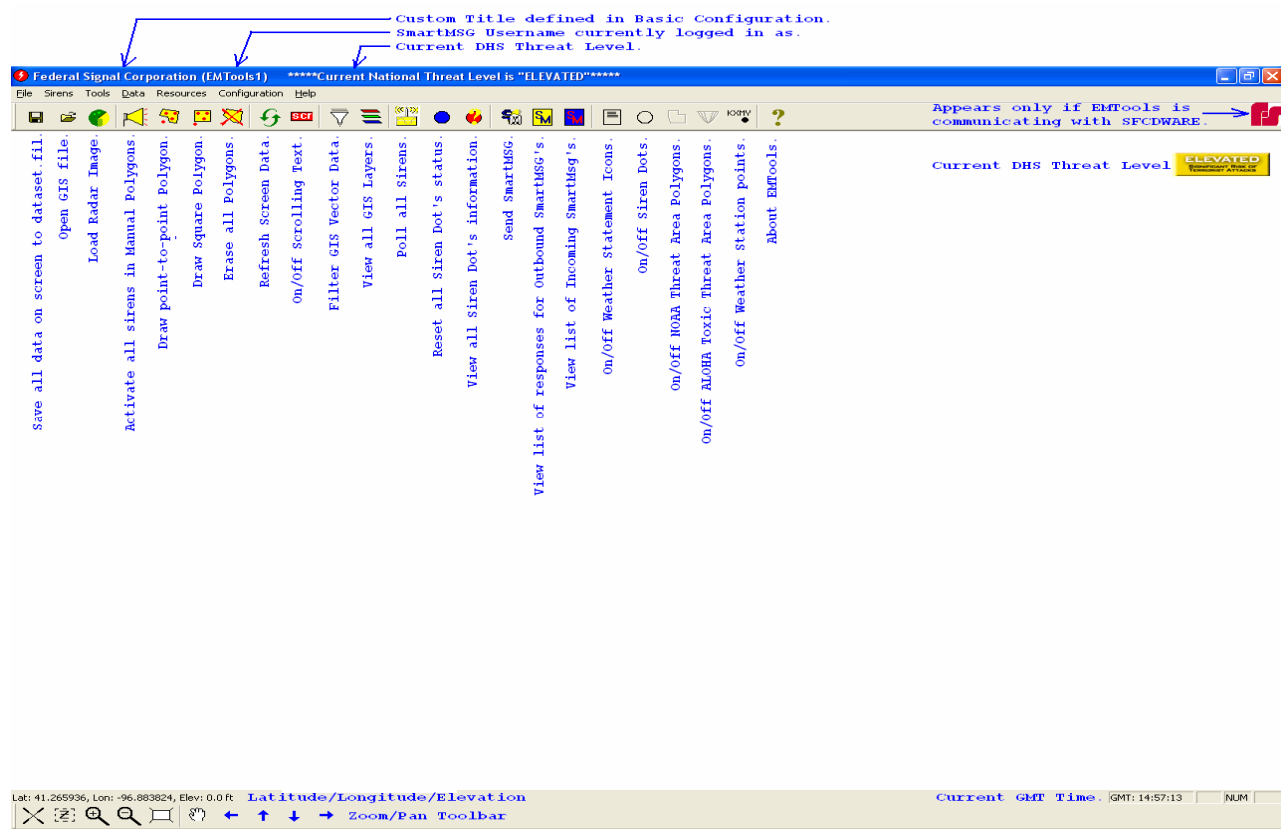 Custom Title defined in Basic Configuration.
SmartMSG Username currently logged in as.
Current DHS Threat Level.
Federal Signal Corporation (EMTools1) *****Current National Threat Level is "ELEVATED"*****
File Sirens Tools Data Resources Configuration Help
SCT
SM
SM
KXMY
?
Appears only if EMTools is
communicating with SFCDWARE.
Current DHS Threat Level
ELEVATED
SIGNIFICANT RISK OF
TERRORIST ATTACKS
Save all data on screen to dataset.fil.
Open GIS file.
Load Radar Image.
Activate all sirens in Manual Polygons.
Draw point-to-point Polygon.
Draw Square Polygon.
Erase all Polygons.
Refresh Screen Data.
On/Off Scrolling Text.
Filter GIS Vector Data.
View all GIS Layers.
Poll all Sirens.
Reset all Siren Dot's status.
View all Siren Dot's information.
Send SmartMSG.
View list of responses for Outbound SmartMSG's.
View list of Incoming SmartMsg's.
On/Off Weather Statement Icons.
On/Off Siren Dots.
On/Off NOAA Threat Area Polygons.
On/Off ALOHA Toxic Threat Area Polygons.
On/Off Weather Station points.
About EMTools.
Lat: 41.265936, Lon: -96.883824, Elev: 0.0 ft Latitude/Longitude/Elevation
Current GMT Time. GMT: 14:57:13 NUM
Zoom/Pan Toolbar